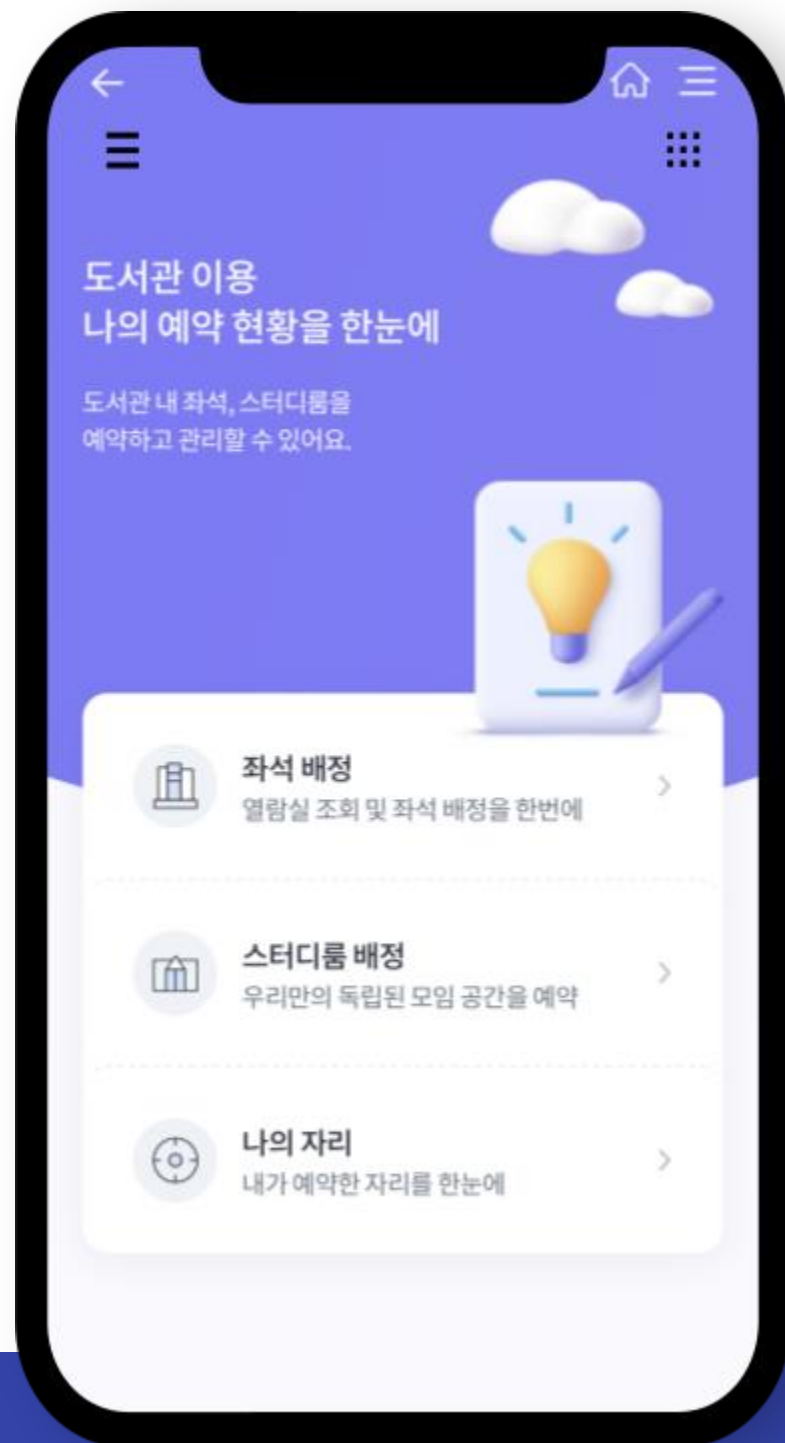 도서관 이용
나의 예약 현황을 한눈에
도서관 내 좌석, 스터디룸을
예약하고 관리할 수 있어요.
좌석 배정
열람실 조회 및 좌석 배정을 한번에
스터디룸 배정
우리만의 독립된 모임 공간을 예약
나의 자리
내가 예약한 자리를 한눈에